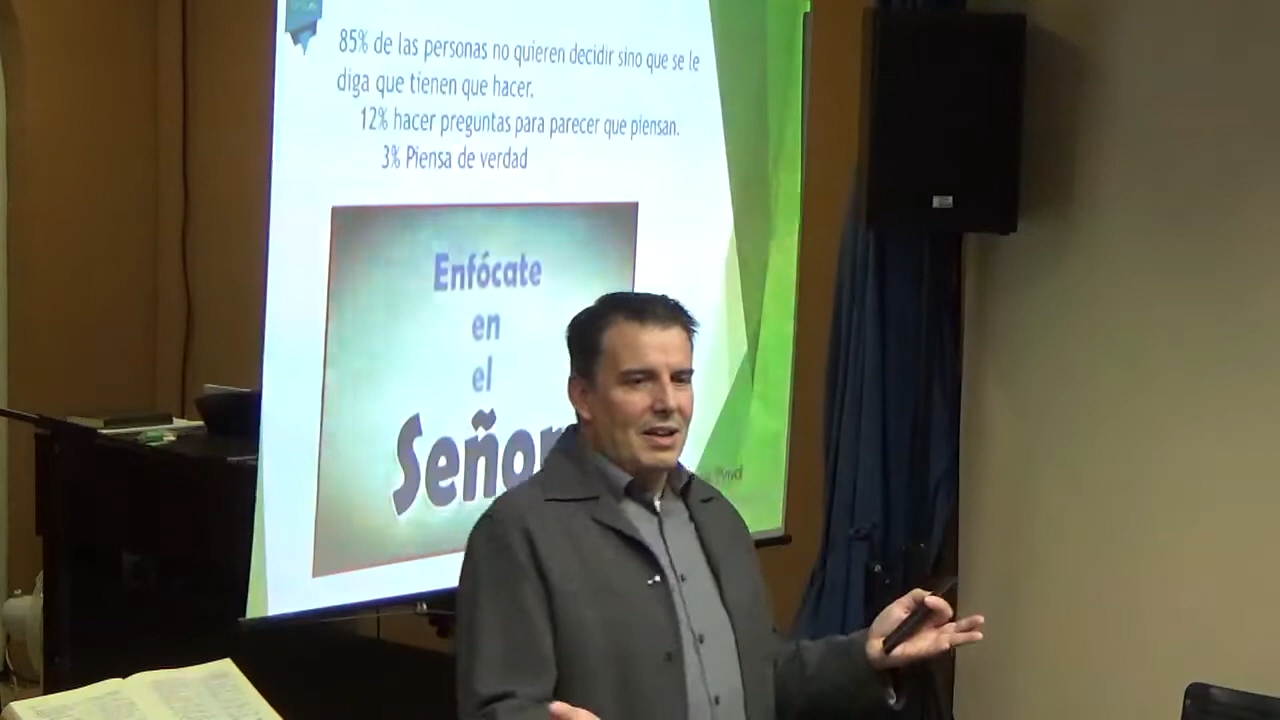 85% de las personas no quieren decidir sino que se le
diga que tienen que hacer.
12% hacer preguntas para parecer que piensan.
3% Piensa de verdad
Enfócate
en
el
Señor